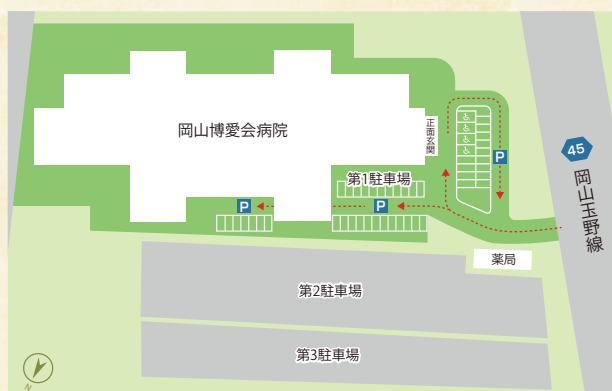 岡山博愛会病院
正面玄関
P
45
岡山玉野線
第1駐車場
P
P
薬局
第2駐車場
第3駐車場
N